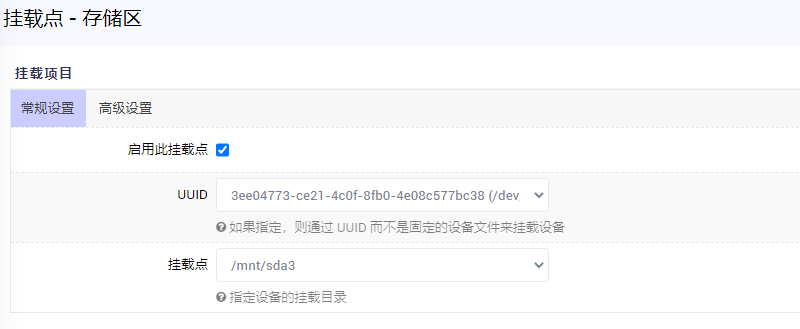 挂载点 - 存储区
挂载项目
常规设置 高级设置
启用此挂载点
UUID 3ee04773-ce21-4c0f-8fb0-4e08c577bc38 (/dev
如果指定，则通过 UUID 而不是固定的设备文件来挂载设备
挂载点 /mnt/sda3
指定设备的挂载目录